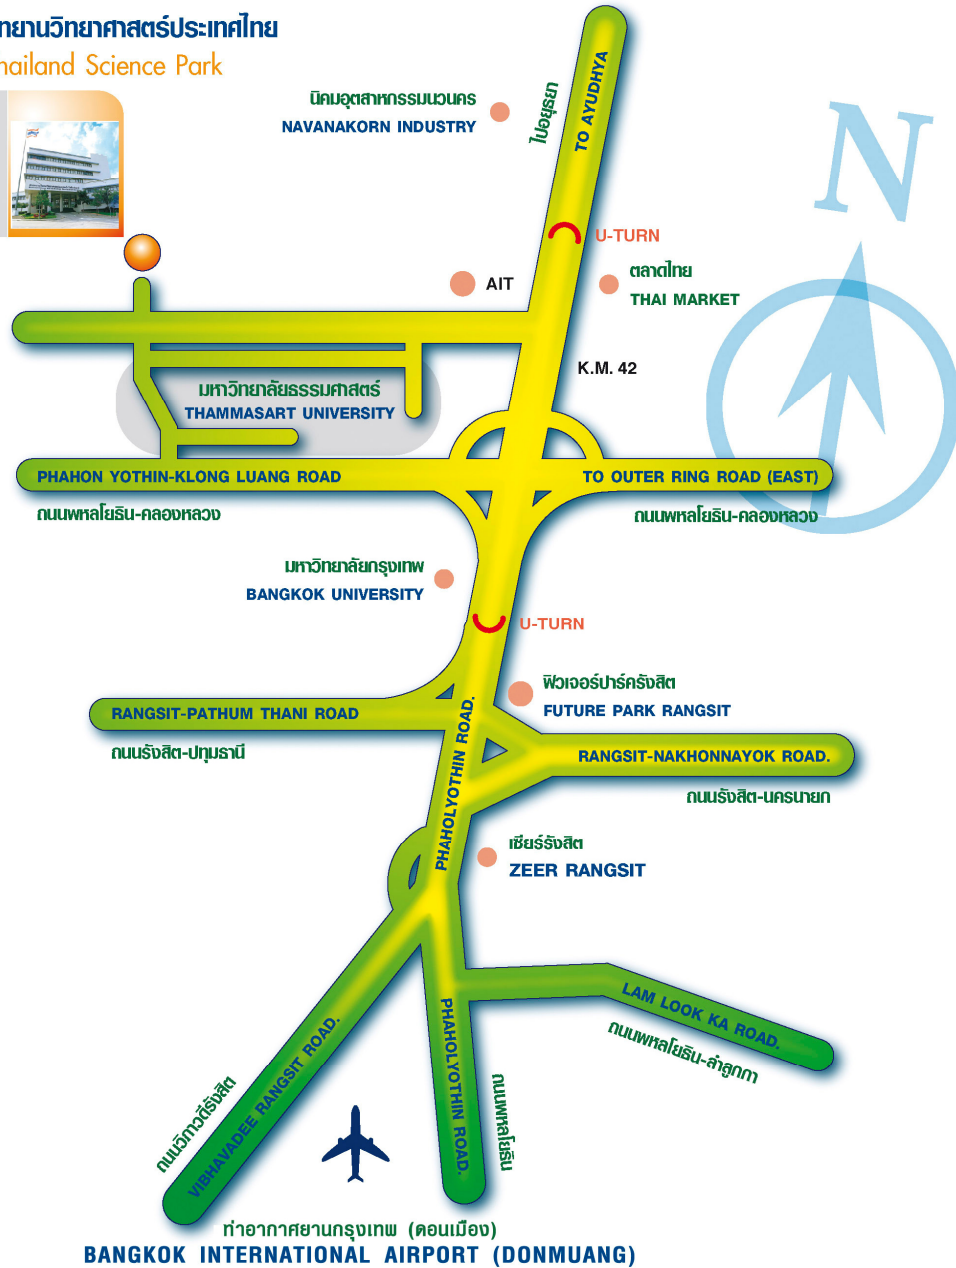 ทยานวิทยาศาสตร์ประเทศไทย
hailand Science Park
นิคมอุตสาหกรรมนวนคร
NAVANAKORN INDUSTRY
ไปอยุธยา
TO AYUDHYA
N
U-TURN
ตลาดไทย
THAI MARKET
AIT
K.M. 42
มหาวิทยาลัยธรรมศาสตร์
THAMMASART UNIVERSITY
PHAHON YOTHIN-KLONG LUANG ROAD
TO OUTER RING ROAD (EAST)
ถนนพหลโยธิน-คลองหลวง
ถนนพหลโยธิน-คลองหลวง
มหาวิทยาลัยกรุงเทพ
BANGKOK UNIVERSITY
U-TURN
ฟิวเจอร์ปาร์ครังสิต
FUTURE PARK RANGSIT
RANGSIT-PATHUM THANI ROAD
ถนนรังสิต-ปทุมธานี
PHAHOLYOTHIN ROAD.
RANGSIT-NAKHONNAYOK ROAD.
ถนนรังสิต-นครนายก
เซียร์รังสิต
ZEER RANGSIT
LAM LOOK KA ROAD.
ถนนพหลโยธิน-ลำลูกกา
VIBHAVADEE RANGSIT ROAD.
ถนนวิภาวดีรังสิต
PHAHOLYOTHIN ROAD.
ถนนพหลโยธิน
ท่าอากาศยานกรุงเทพ (ดอนเมือง)
BANGKOK INTERNATIONAL AIRPORT (DONMUANG)